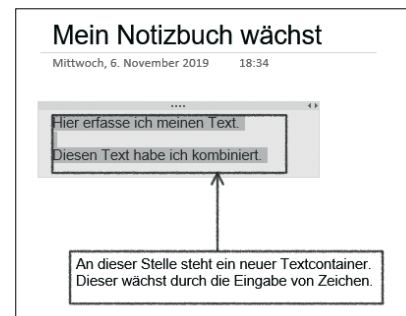 Mein Notizbuch wächst
Mittwoch, 6. November 2019 18:34
Hier erfasse ich meinen Text.
Diesen Text habe ich kombiniert.
An dieser Stelle steht ein neuer Textcontainer.
Dieser wächst durch die Eingabe von Zeichen.